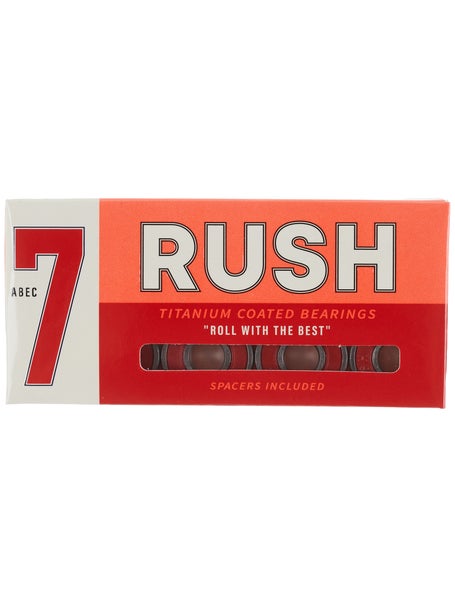 ABEC
7
RUSH
TITANIUM COATED BEARINGS
"ROLL WITH THE BEST"
SPACERS INCLUDED